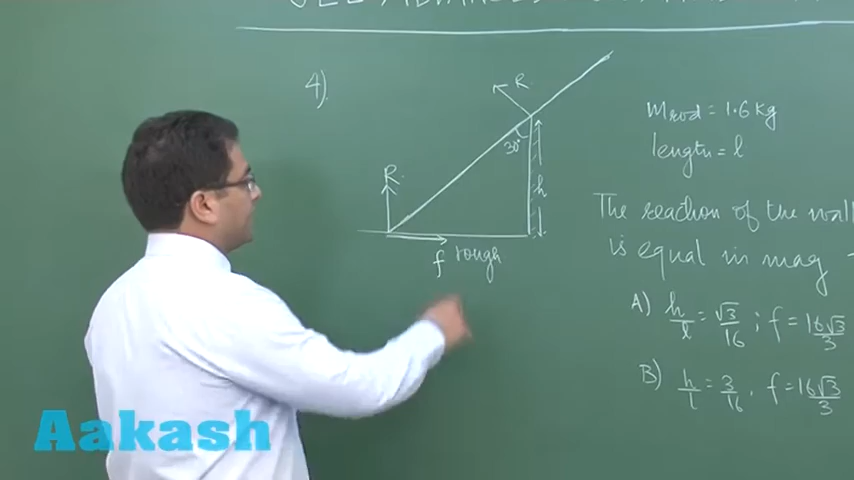 4)
R
R
30°
h
f rough
m_rod = 1.6 kg
length = l
The reaction of the wall
is equal in mag
A) h/l = √3/16 ; f = 16√3/3
B) h/l = 3/16 , f = 16√3/3
Aakash